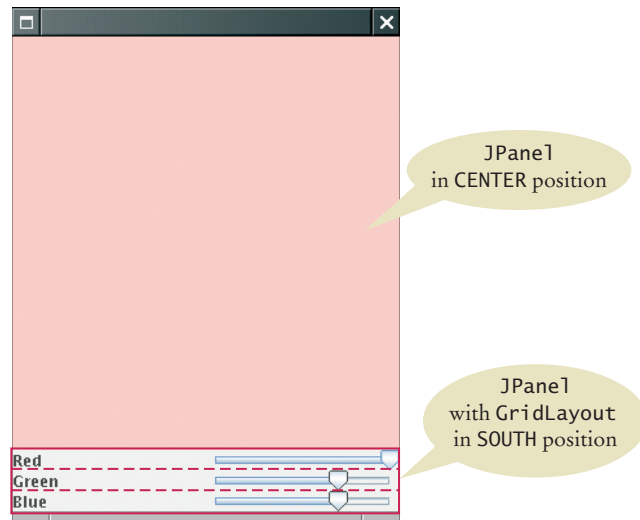 JPanel
in CENTER position
JPanel
with GridLayout
in SOUTH position
Red
Green
Blue